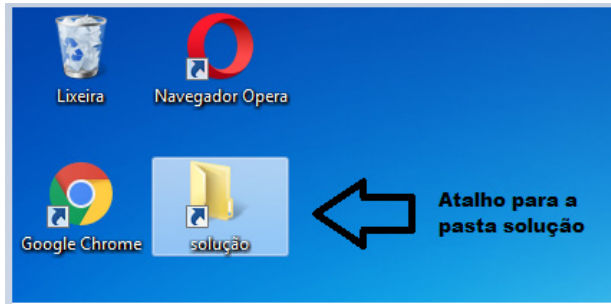 Lixeira
Navegador Opera
Google Chrome
solução
Atalho para a
pasta solução